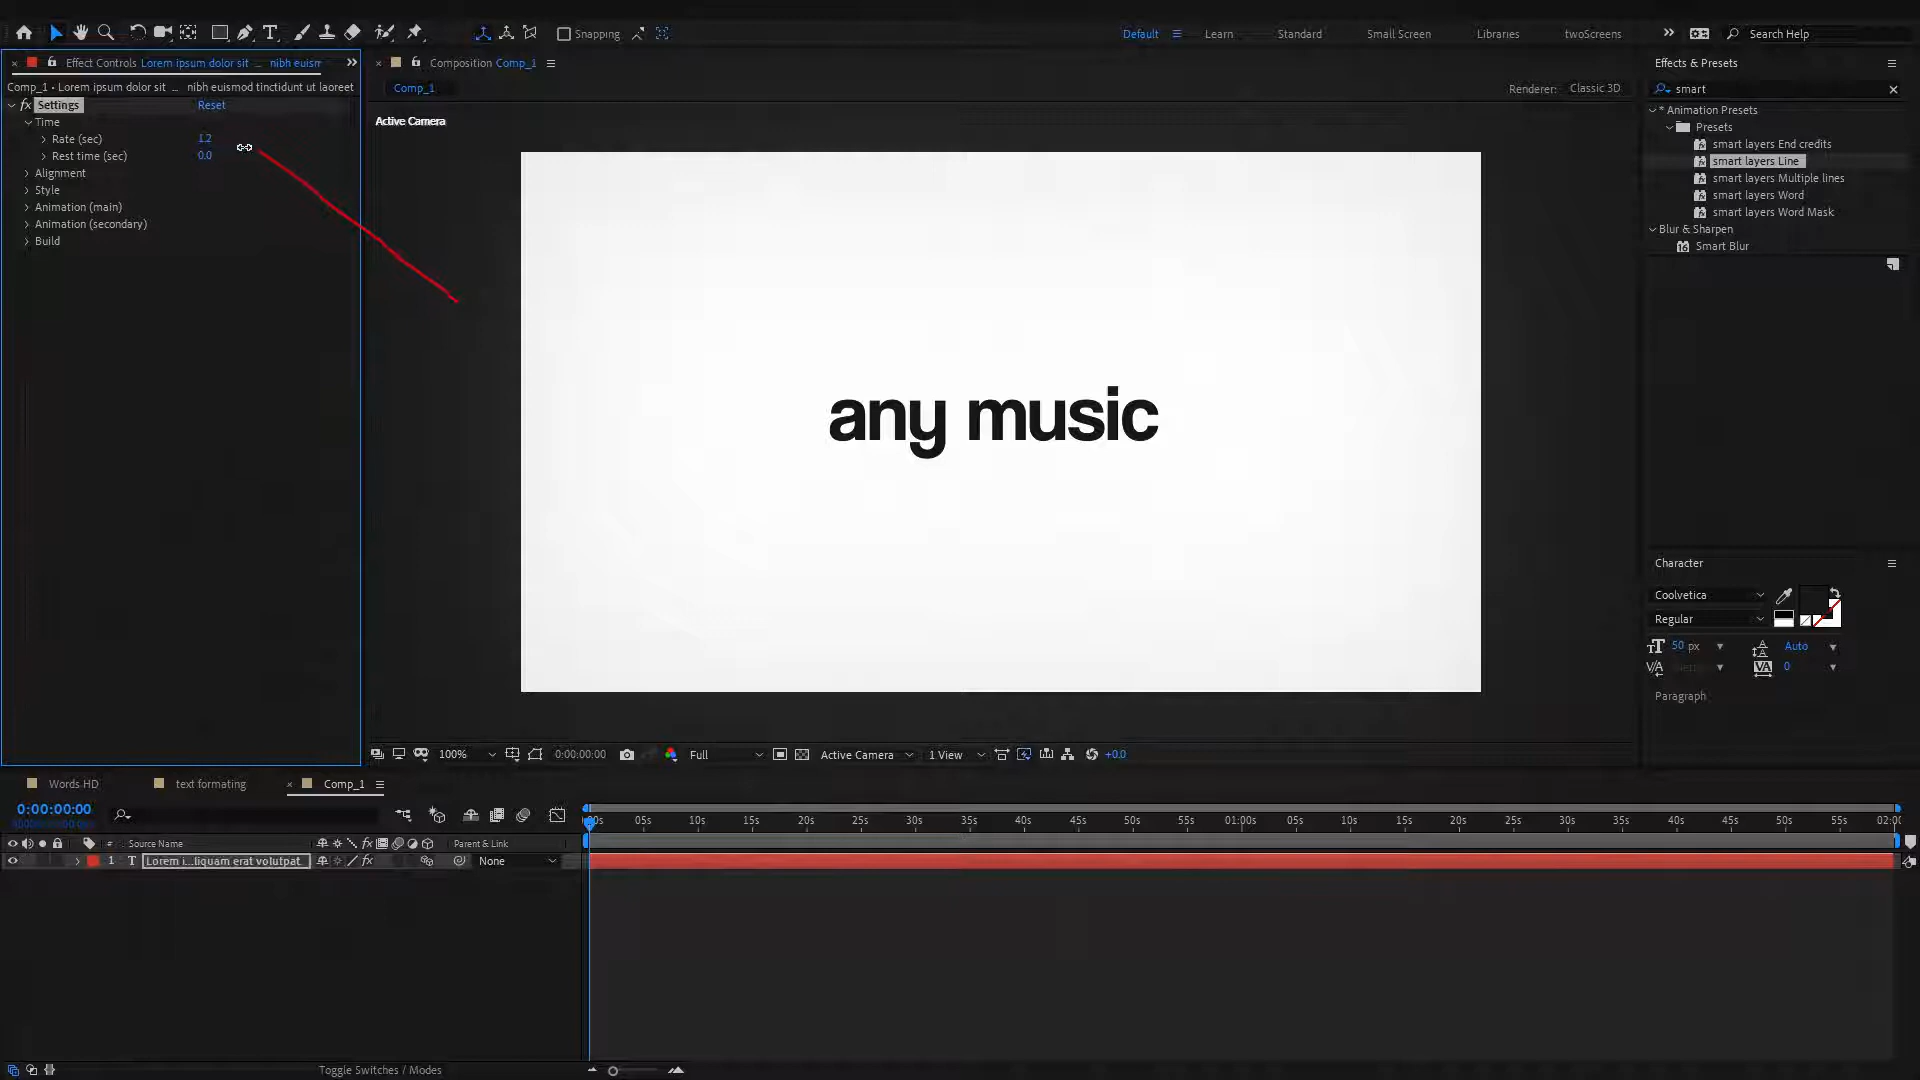 Snapping
Default
Learn
Standard
Small Screen
Libraries
twoScreens
Search Help
Effect Controls Lorem ipsum dolor sit ... nibh euism
Composition Comp_1
Effects & Presets
Comp_1 • Lorem ipsum dolor sit ... nibh euismod tinctidunt ut laoreet
Comp_1
Renderer: Classic 3D
smart
fx Settings Reset
Active Camera
* Animation Presets
Time
Presets
Rate (sec) 1.2
smart layers End credits
Rest time (sec) 0.0
smart layers Line
Alignment
smart layers Multiple lines
Style
smart layers Word
Animation (main)
smart layers Word Mask
Animation (secondary)
Blur & Sharpen
Build
Smart Blur
any music
Character
Coolvetica
Regular
50 px
Auto
0
Paragraph
100%
0:00:00:00
Full
Active Camera
1 View
+0.0
Words HD
text formating
Comp_1
0:00:00:00
:00s 05s 10s 15s 20s 25s 30s 35s 40s 45s 50s 55s 01:00s 05s 10s 15s 20s 25s 30s 35s 40s 45s 50s 55s 02:00
# Source Name
Parent & Link
1 T Lorem i...liquam erat volutpat.
None
Toggle Switches / Modes